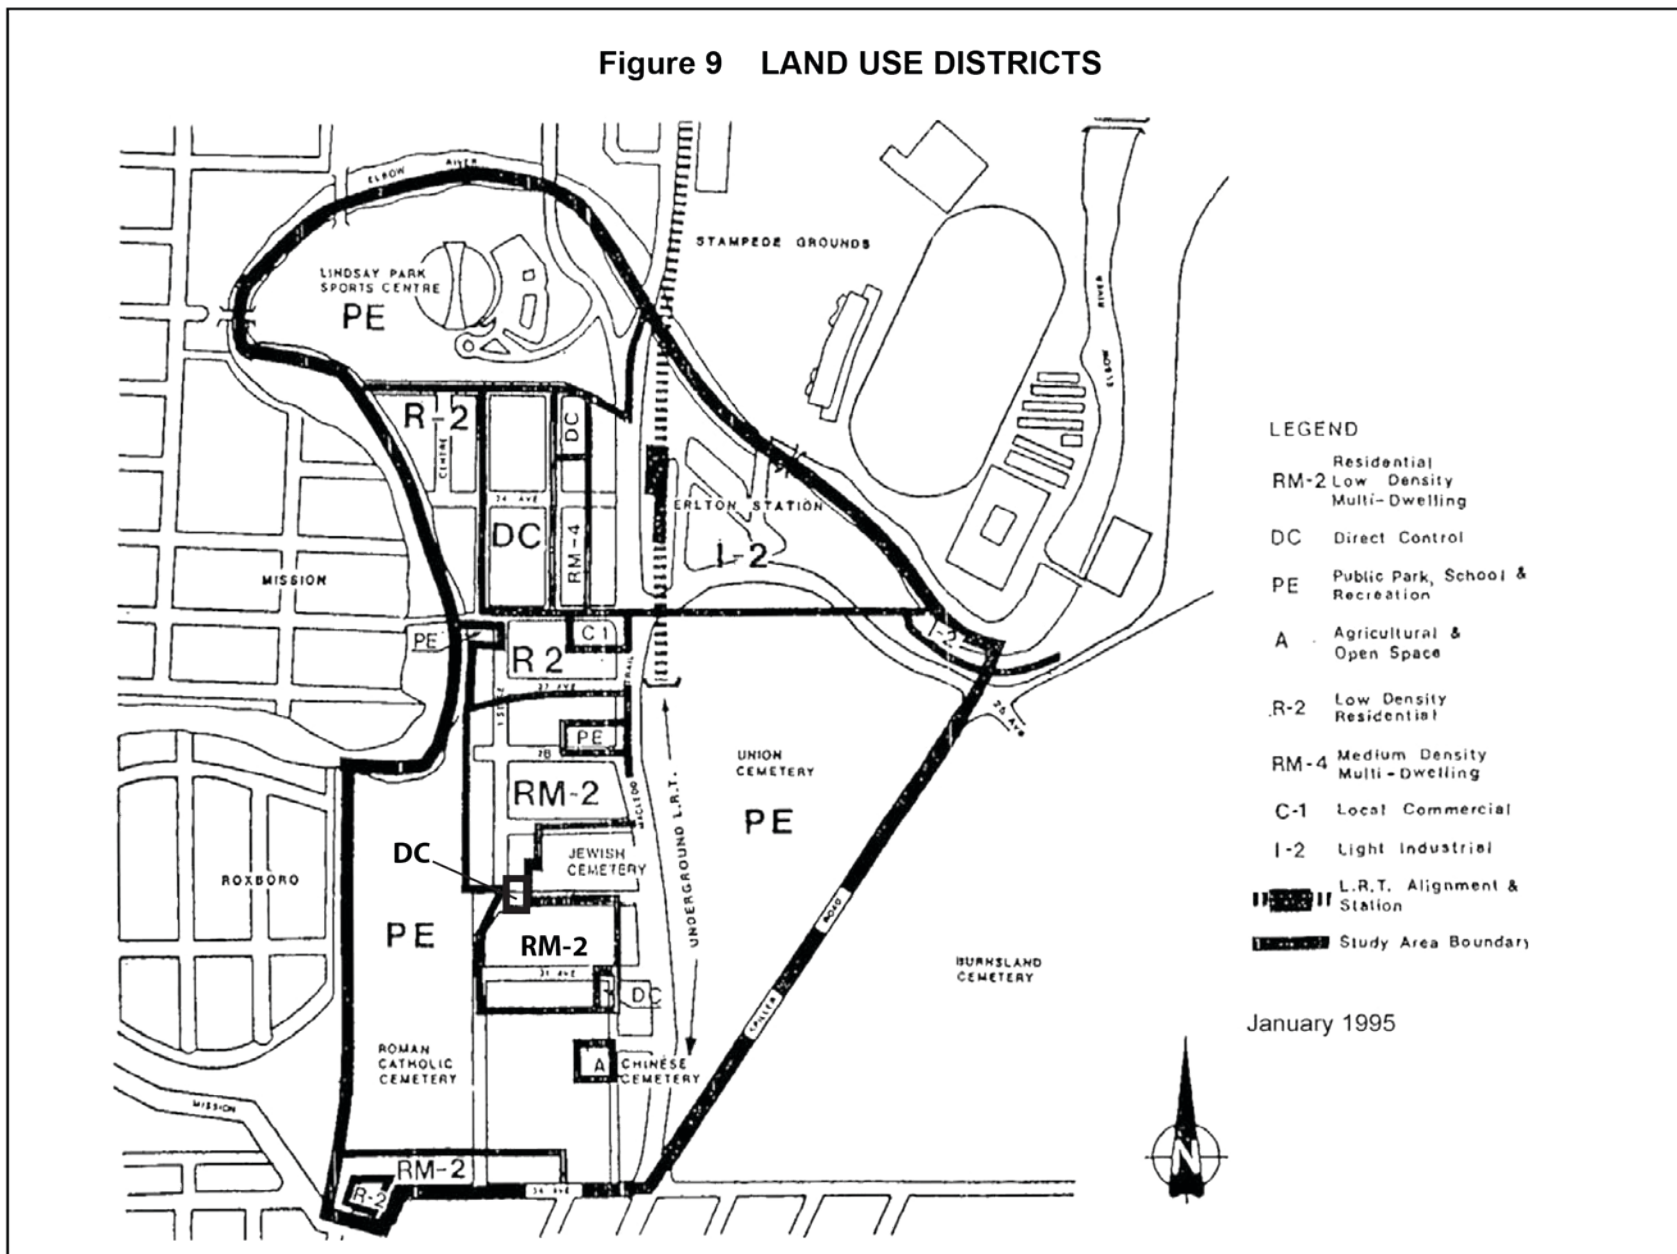 Figure 9 LAND USE DISTRICTS
ELBOW RIVER
STAMPEDE GROUNDS
LINDSAY PARK
SPORTS CENTRE
PE
ELBOW RIVER
R-2
CENTRE
DC
24 AVE
DC
RM-4
ERLTON STATION
I-2
MISSION
PE
C1
I-2
R 2
TRAIL
27 AVE
25 AVE
PE
28
UNION
CEMETERY
PE
RM-2
MACLEOD
UNDERGROUND L.R.T.
DC
JEWISH
CEMETERY
ROXBORO
PE
RM-2
31 AVE
DC
SPILLER ROAD
BURNSLAND
CEMETERY
ROMAN
CATHOLIC
CEMETERY
A
CHINESE
CEMETERY
MISSION
RM-2
R-2
34 AVE
LEGEND
RM-2 Residential
Low Density
Multi-Dwelling
DC Direct Control
PE Public Park, School &
Recreation
A Agricultural &
Open Space
R-2 Low Density
Residential
RM-4 Medium Density
Multi-Dwelling
C-1 Local Commercial
I-2 Light Industrial
L.R.T. Alignment &
Station
Study Area Boundary
January 1995
N